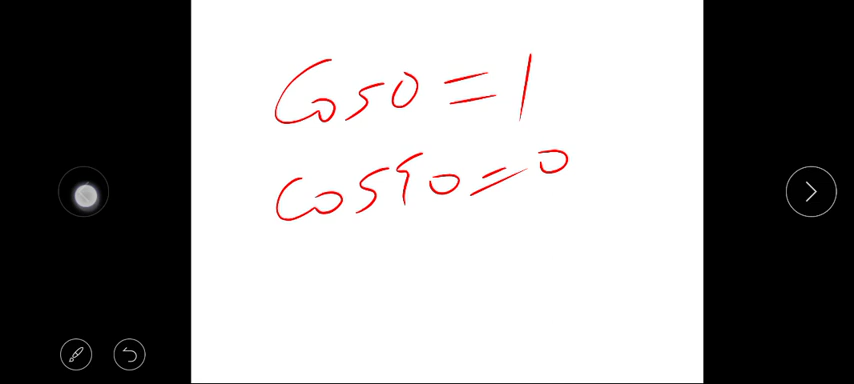 Cos0 = 1
cos90 = 0